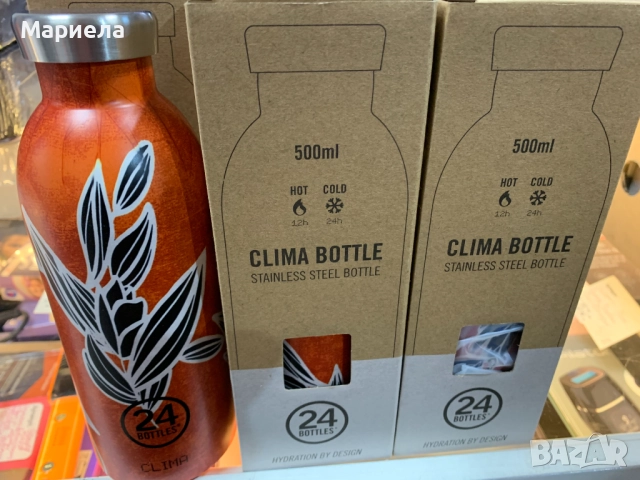 Мариела
24
BOTTLES
CLIMA
500ml
HOT COLD
12h 24h
CLIMA BOTTLE
STAINLESS STEEL BOTTLE
24
BOTTLES
HYDRATION BY DESIGN
500ml
HOT COLD
12h 24h
CLIMA BOTTLE
STAINLESS STEEL BOTTLE
24
BOTTLES
HYDRATION BY DESIGN
BAZAR